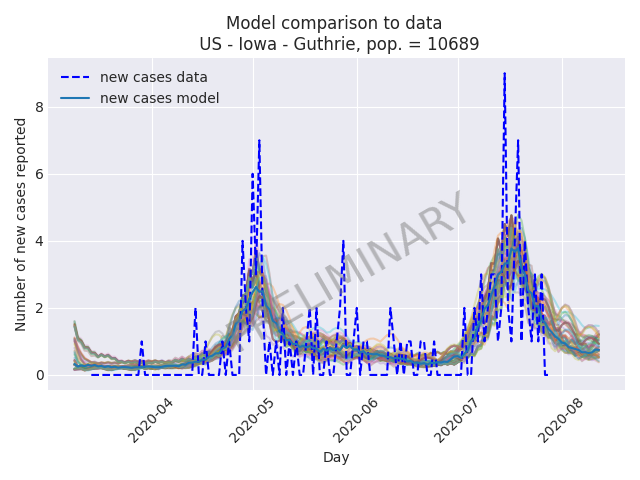 Model comparison to data
US - Iowa - Guthrie, pop. = 10689
new cases data
new cases model
PRELIMINARY
Number of new cases reported
8
6
4
2
0
2020-04
2020-05
2020-06
2020-07
2020-08
Day